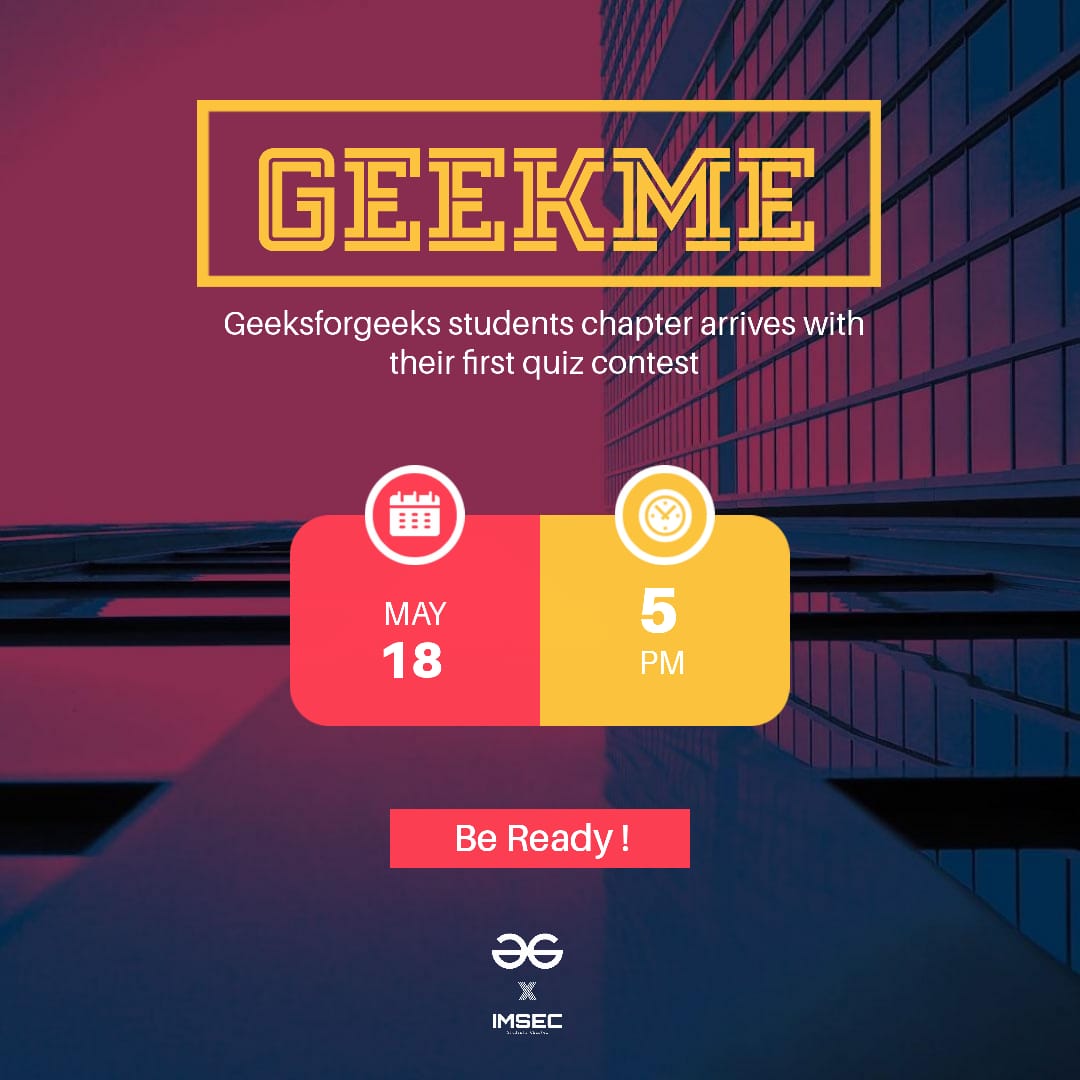 GEEKME
Geeksforgeeks students chapter arrives with
their first quiz contest
MAY
18
5
PM
Be Ready !
X
IMSEC